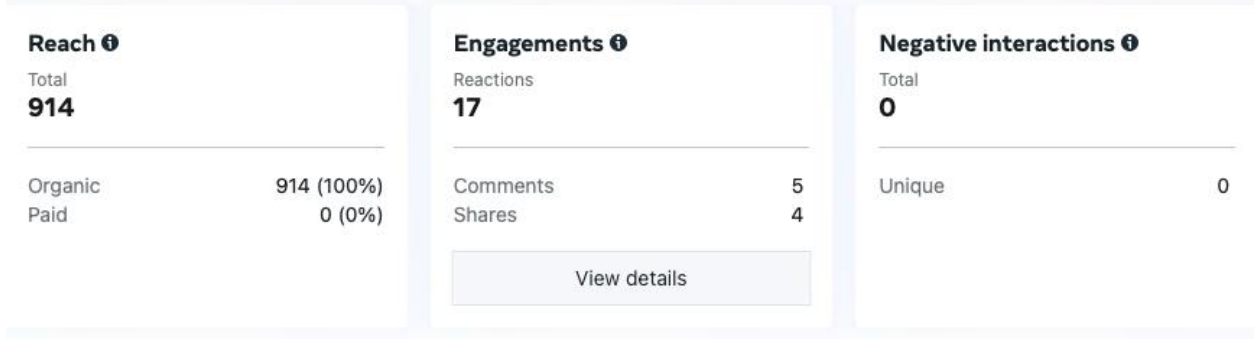 Reach
Total
914
Organic 914 (100%)
Paid 0 (0%)
Engagements
Reactions
17
Comments 5
Shares 4
View details
Negative interactions
Total
0
Unique 0